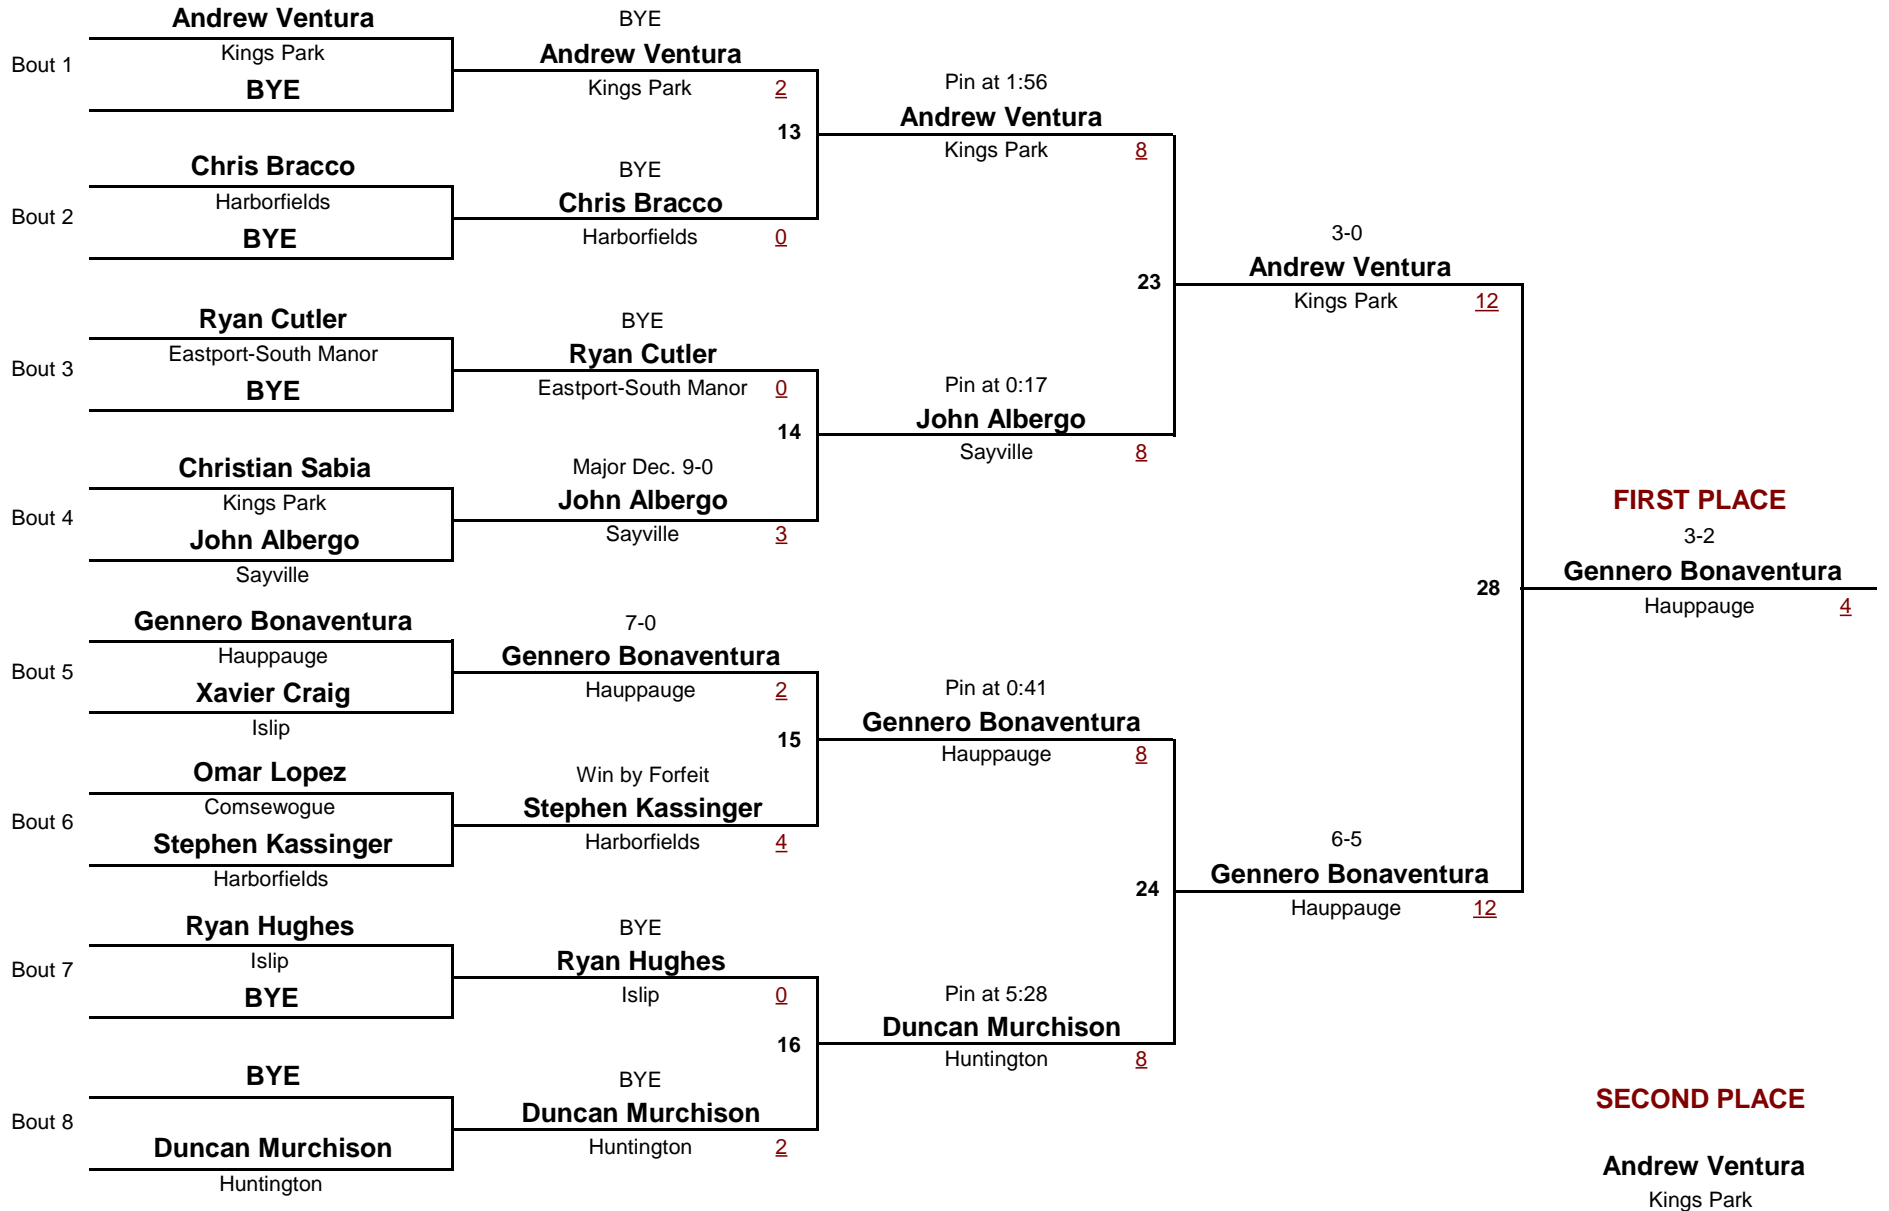 Bout 1
Andrew Ventura
Kings Park
BYE
Bout 2
Chris Bracco
Harborfields
BYE
Bout 3
Ryan Cutler
Eastport-South Manor
BYE
Bout 4
Christian Sabia
Kings Park
John Albergo
Sayville
Bout 5
Gennero Bonaventura
Hauppauge
Xavier Craig
Islip
Bout 6
Omar Lopez
Comsewogue
Stephen Kassinger
Harborfields
Bout 7
Ryan Hughes
Islip
BYE
Bout 8
BYE
Duncan Murchison
Huntington
BYE
Andrew Ventura
Kings Park 2
13
BYE
Chris Bracco
Harborfields 0
BYE
Ryan Cutler
Eastport-South Manor 0
14
Major Dec. 9-0
John Albergo
Sayville 3
7-0
Gennero Bonaventura
Hauppauge 2
15
Win by Forfeit
Stephen Kassinger
Harborfields 4
BYE
Ryan Hughes
Islip 0
16
BYE
Duncan Murchison
Huntington 2
Pin at 1:56
Andrew Ventura
Kings Park 8
23
Pin at 0:17
John Albergo
Sayville 8
Pin at 0:41
Gennero Bonaventura
Hauppauge 8
24
Pin at 5:28
Duncan Murchison
Huntington 8
3-0
Andrew Ventura
Kings Park 12
28
6-5
Gennero Bonaventura
Hauppauge 12
FIRST PLACE
3-2
Gennero Bonaventura
Hauppauge 4
SECOND PLACE
Andrew Ventura
Kings Park